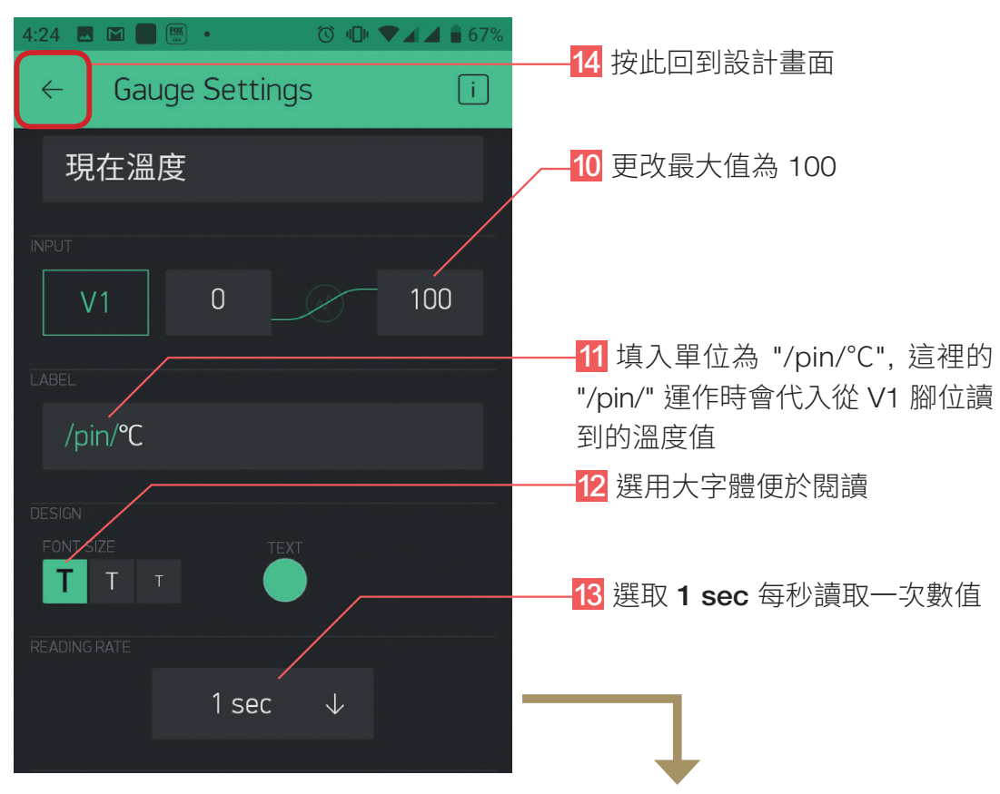 4:24
67%
Gauge Settings
i
14 按此回到設計畫面
現在溫度
10 更改最大值為 100
INPUT
V1
0
100
11 填入單位為 "/pin/°C", 這裡的
"/pin/" 運作時會代入從 V1 腳位讀
到的溫度值
LABEL
/pin/°C
12 選用大字體便於閱讀
DESIGN
FONT SIZE
TEXT
T T T
13 選取 1 sec 每秒讀取一次數值
READING RATE
1 sec